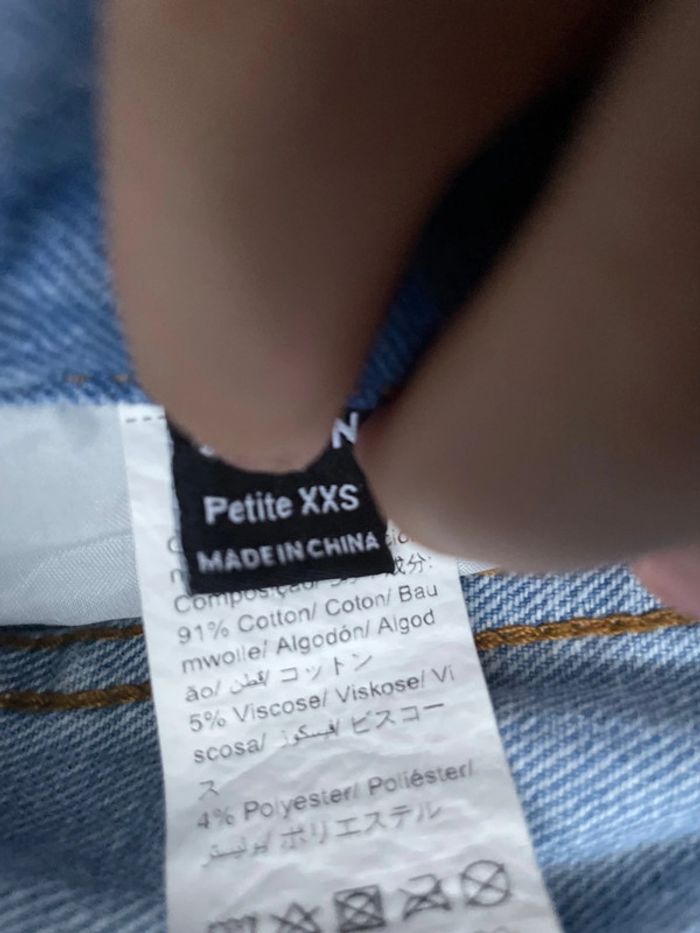 N
Petite XXS
MADE IN CHINA
成分:
91% Cotton/ Coton/ Bau
mwolle/ Algodón/ Algod
ão/ قطن/ コットン
5% Viscose/ Viskose/ Vi
scosa/ فيسكوز/ ビスコー
ス
4% Polyester/ Poliéster/
بوليستر/ ポリエステル